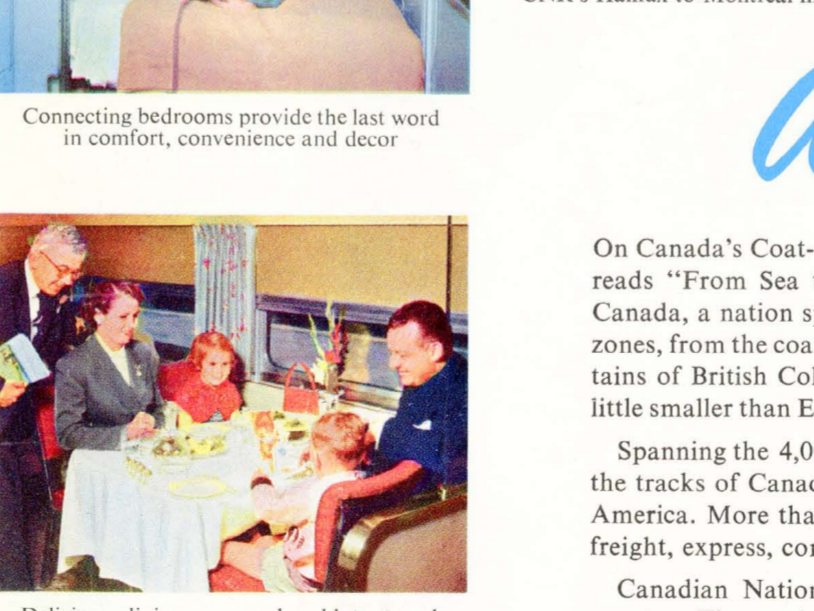 Connecting bedrooms provide the last word
in comfort, convenience and decor
On Canada's Coat-
reads “From Sea
Canada, a nation
zones, from the coa
tains of British Col
little smaller than E
Spanning the 4,0
the tracks of Canad
America. More tha
freight, express, co
Canadian Nation